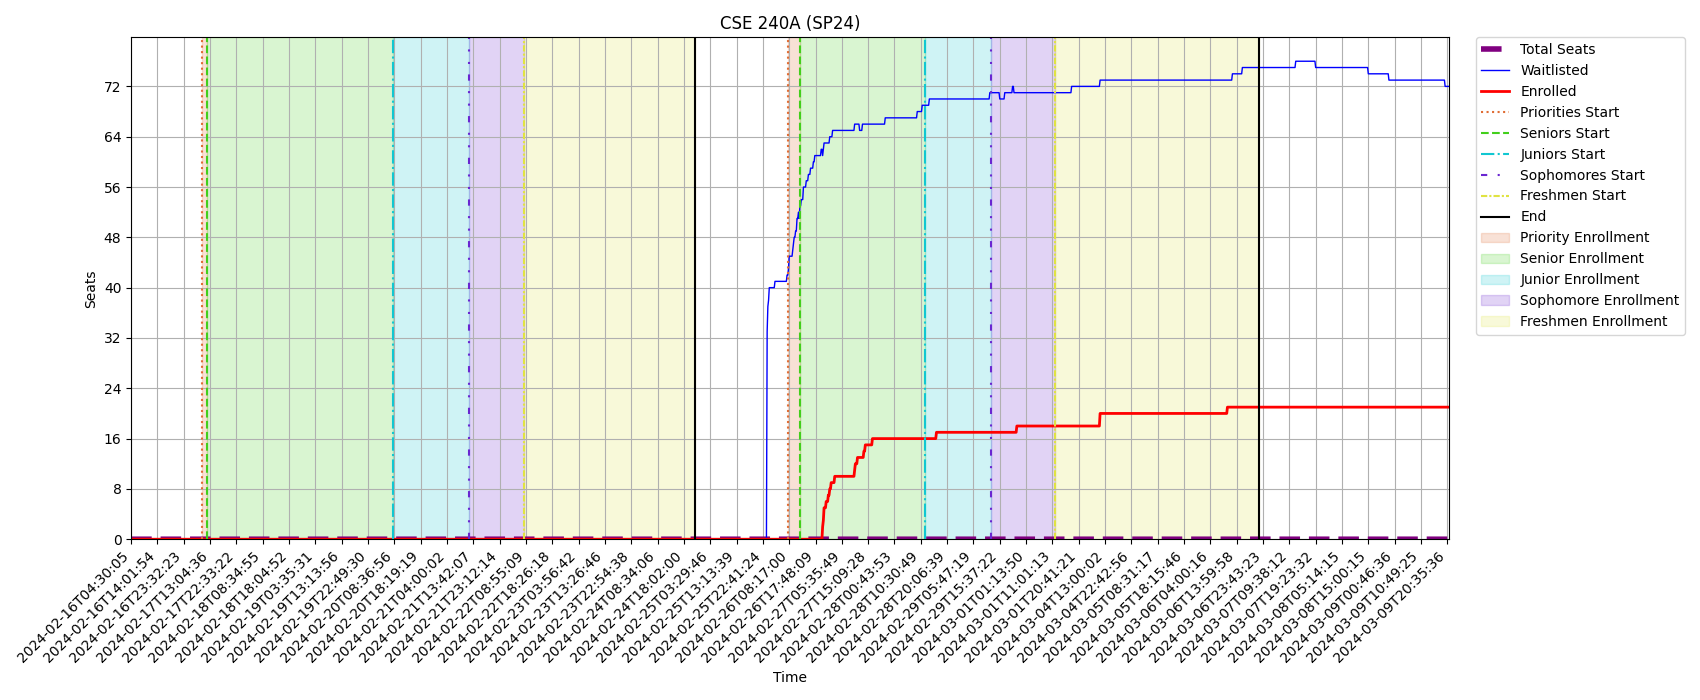 CSE 240A (SP24)
Seats
72
64
56
48
40
32
24
16
8
0
2024-02-16T04:30:05
2024-02-16T14:01:54
2024-02-16T23:32:23
2024-02-17T13:04:36
2024-02-17T22:33:22
2024-02-18T08:34:55
2024-02-18T18:04:52
2024-02-19T03:35:31
2024-02-19T13:13:56
2024-02-19T22:49:30
2024-02-20T08:36:56
2024-02-20T18:19:19
2024-02-21T04:00:02
2024-02-21T13:42:07
2024-02-21T23:12:14
2024-02-22T08:55:09
2024-02-22T18:26:18
2024-02-23T03:56:42
2024-02-23T13:26:46
2024-02-23T22:54:38
2024-02-24T08:34:06
2024-02-24T18:02:00
2024-02-25T03:29:46
2024-02-25T13:13:39
2024-02-25T22:41:24
2024-02-26T08:17:00
2024-02-26T17:48:09
2024-02-27T05:35:49
2024-02-27T15:09:28
2024-02-28T00:43:53
2024-02-28T10:30:49
2024-02-28T20:06:39
2024-02-29T05:47:19
2024-02-29T15:37:22
2024-03-01T01:13:50
2024-03-01T11:01:13
2024-03-01T20:41:21
2024-03-04T13:00:02
2024-03-04T22:42:56
2024-03-05T08:31:17
2024-03-05T18:15:46
2024-03-06T04:00:16
2024-03-06T13:59:58
2024-03-06T23:43:23
2024-03-07T09:38:12
2024-03-07T19:23:32
2024-03-08T05:14:15
2024-03-08T15:00:15
2024-03-09T00:46:36
2024-03-09T10:49:25
2024-03-09T20:35:36
Time
Total Seats
Waitlisted
Enrolled
Priorities Start
Seniors Start
Juniors Start
Sophomores Start
Freshmen Start
End
Priority Enrollment
Senior Enrollment
Junior Enrollment
Sophomore Enrollment
Freshmen Enrollment